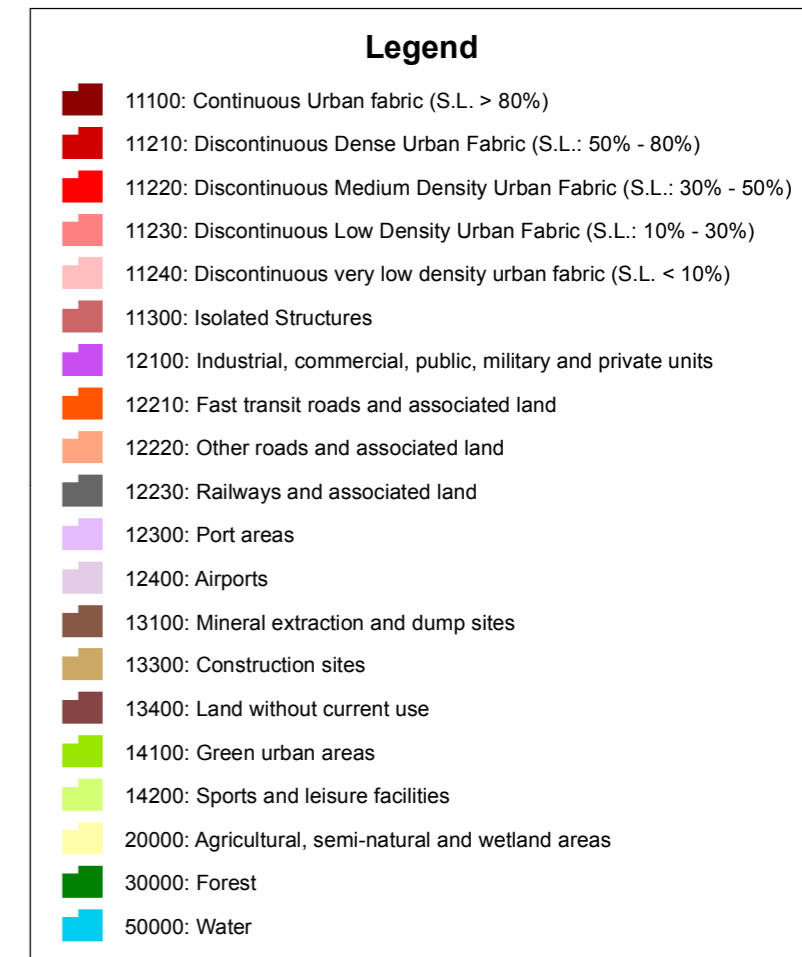 Legend
11100: Continuous Urban fabric (S.L. > 80%)
11210: Discontinuous Dense Urban Fabric (S.L.: 50% - 80%)
11220: Discontinuous Medium Density Urban Fabric (S.L.: 30% - 50%)
11230: Discontinuous Low Density Urban Fabric (S.L.: 10% - 30%)
11240: Discontinuous very low density urban fabric (S.L. < 10%)
11300: Isolated Structures
12100: Industrial, commercial, public, military and private units
12210: Fast transit roads and associated land
12220: Other roads and associated land
12230: Railways and associated land
12300: Port areas
12400: Airports
13100: Mineral extraction and dump sites
13300: Construction sites
13400: Land without current use
14100: Green urban areas
14200: Sports and leisure facilities
20000: Agricultural, semi-natural and wetland areas
30000: Forest
50000: Water